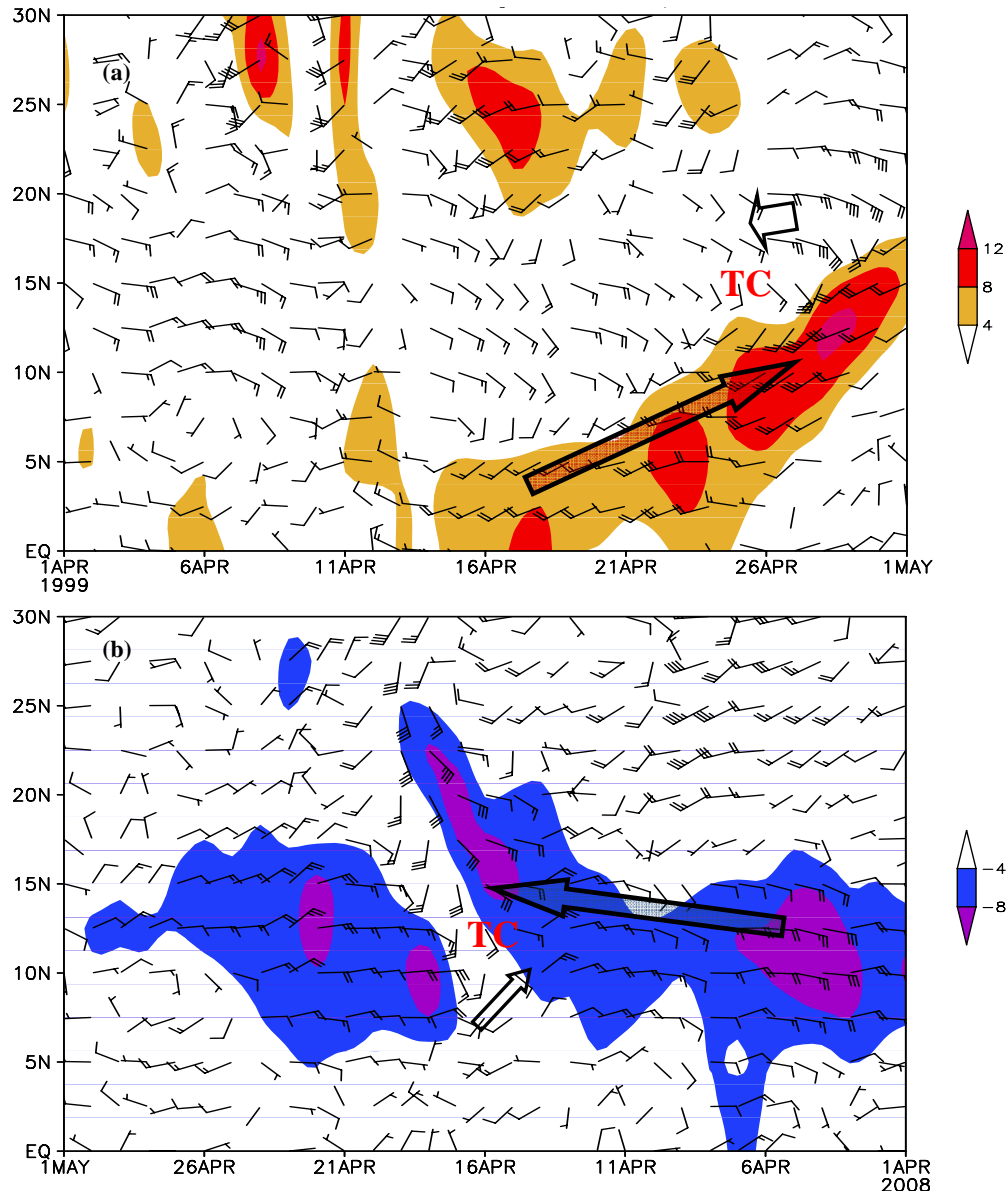 30N
(a)
25N
20N
15N
10N
5N
EQ
TC
1APR 6APR 11APR 16APR 21APR 26APR 1MAY
1999
12
8
4
30N
(b)
25N
20N
15N
10N
5N
EQ
TC
1MAY 26APR 21APR 16APR 11APR 6APR 1APR
2008
-4
-8